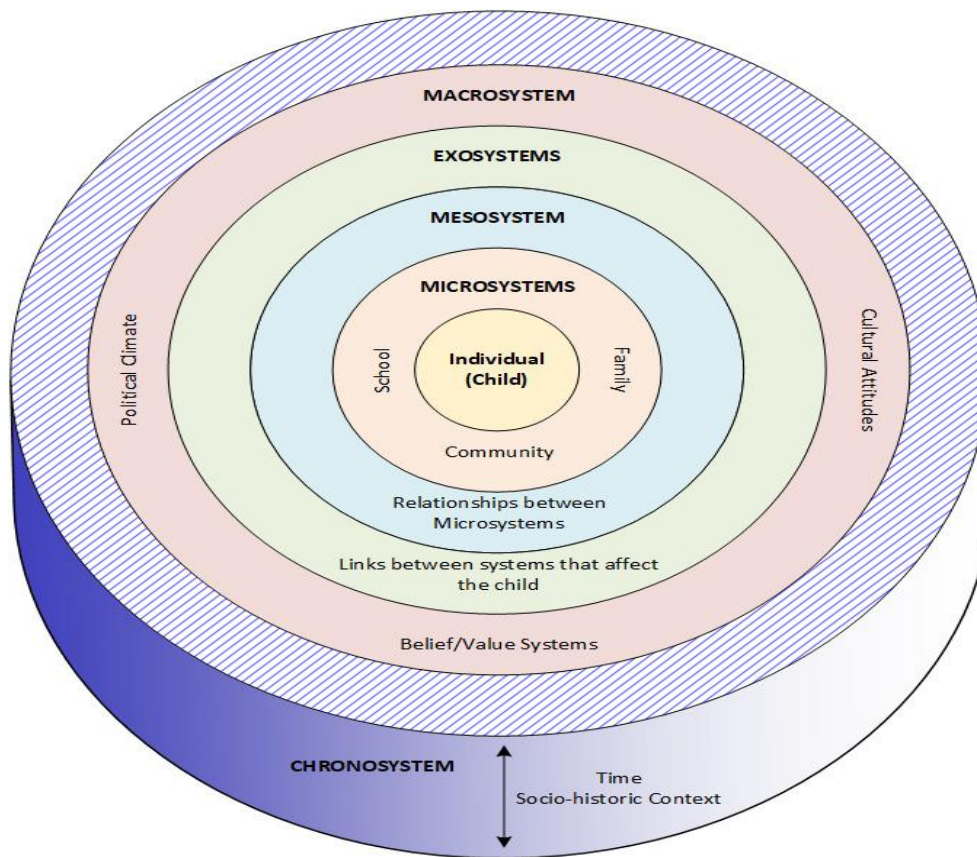 MACROSYSTEM
EXOSYSTEMS
MESOSYSTEM
MICROSYSTEMS
Individual
(Child)
School
Family
Community
Political Climate
Cultural Attitudes
Relationships between
Microsystems
Links between systems that affect
the child
Belief/Value Systems
CHRONOSYSTEM
Time
Socio-historic Context